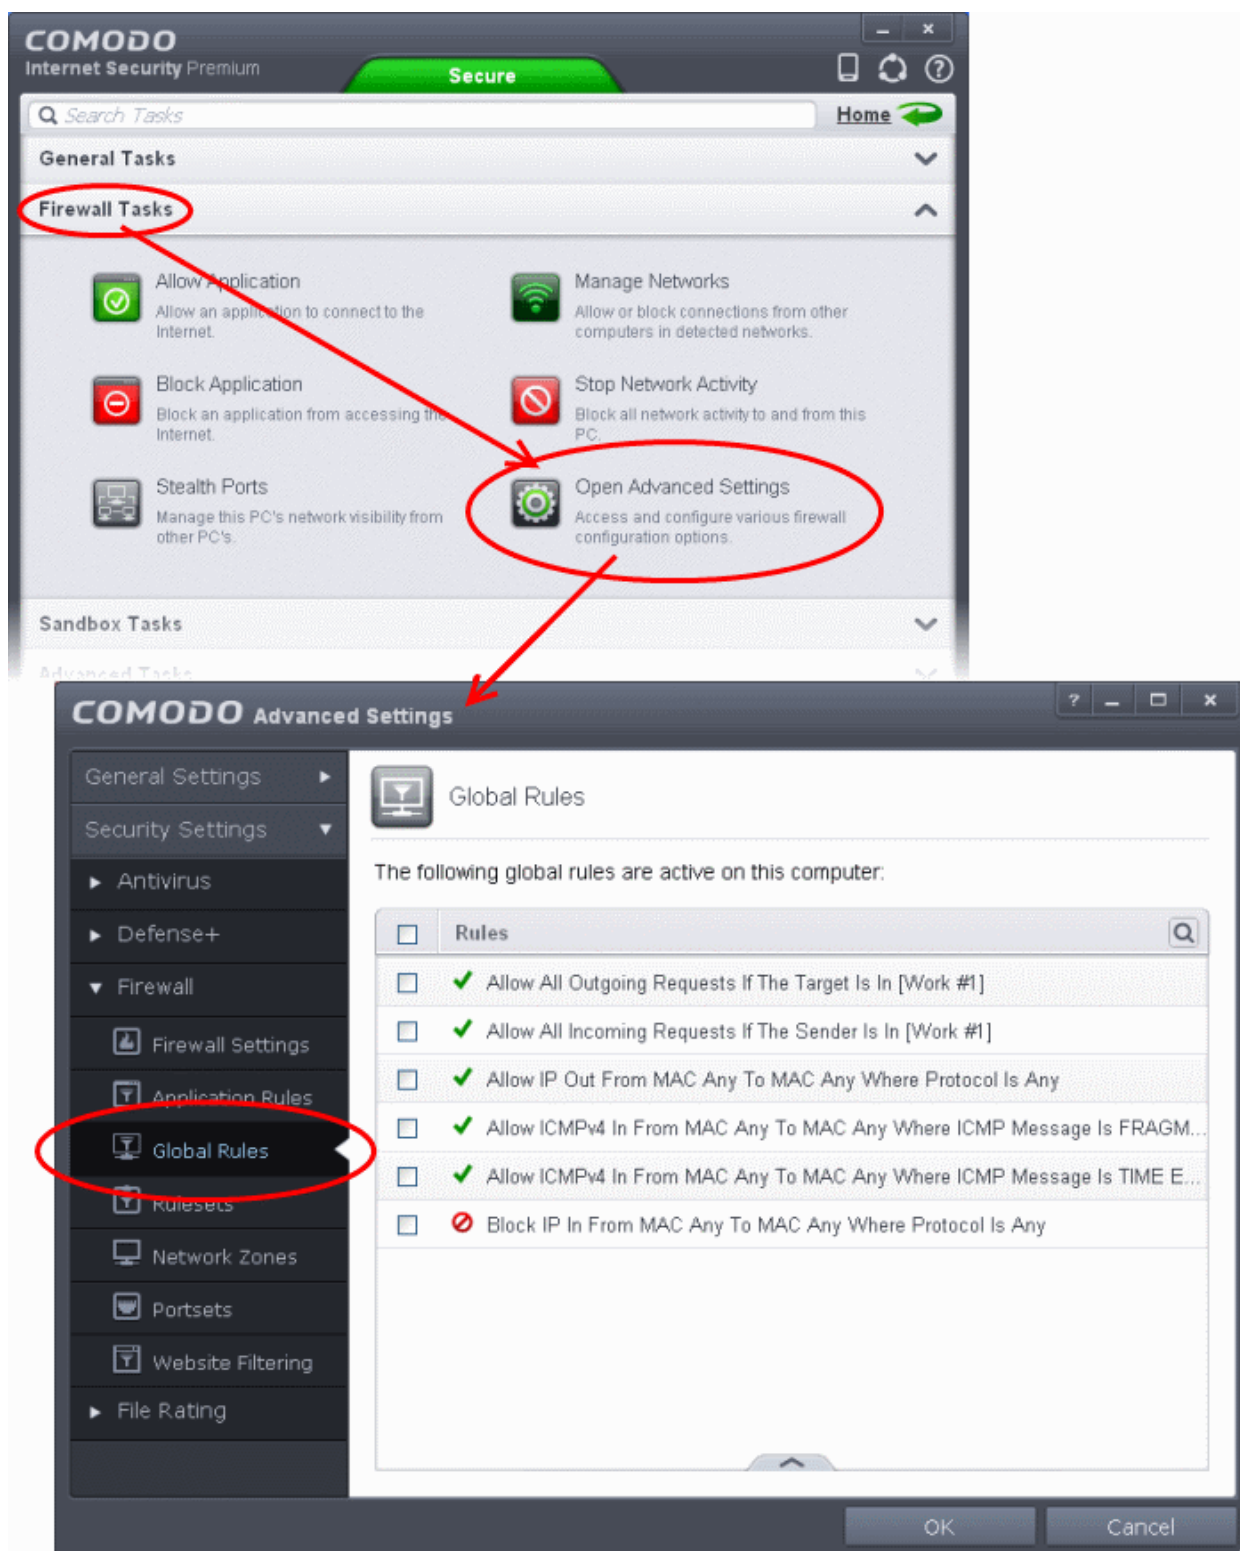 COMODO
Internet Security Premium
Secure
Search Tasks
Home
General Tasks
Firewall Tasks
Allow Application
Allow an application to connect to the
Internet.
Manage Networks
Allow or block connections from other
computers in detected networks.
Block Application
Block an application from accessing the
Internet.
Stop Network Activity
Block all network activity to and from this
PC.
Stealth Ports
Manage this PC's network visibility from
other PC's.
Open Advanced Settings
Access and configure various firewall
configuration options.
Sandbox Tasks
Advanced Tasks
COMODO Advanced Settings
General Settings
Security Settings
Antivirus
Defense+
Firewall
Firewall Settings
Application Rules
Global Rules
Rulesets
Network Zones
Portsets
Website Filtering
File Rating
Global Rules
The following global rules are active on this computer:
Rules
Allow All Outgoing Requests If The Target Is In [Work #1]
Allow All Incoming Requests If The Sender Is In [Work #1]
Allow IP Out From MAC Any To MAC Any Where Protocol Is Any
Allow ICMPv4 In From MAC Any To MAC Any Where ICMP Message Is FRAGM...
Allow ICMPv4 In From MAC Any To MAC Any Where ICMP Message Is TIME E...
Block IP In From MAC Any To MAC Any Where Protocol Is Any
OK
Cancel